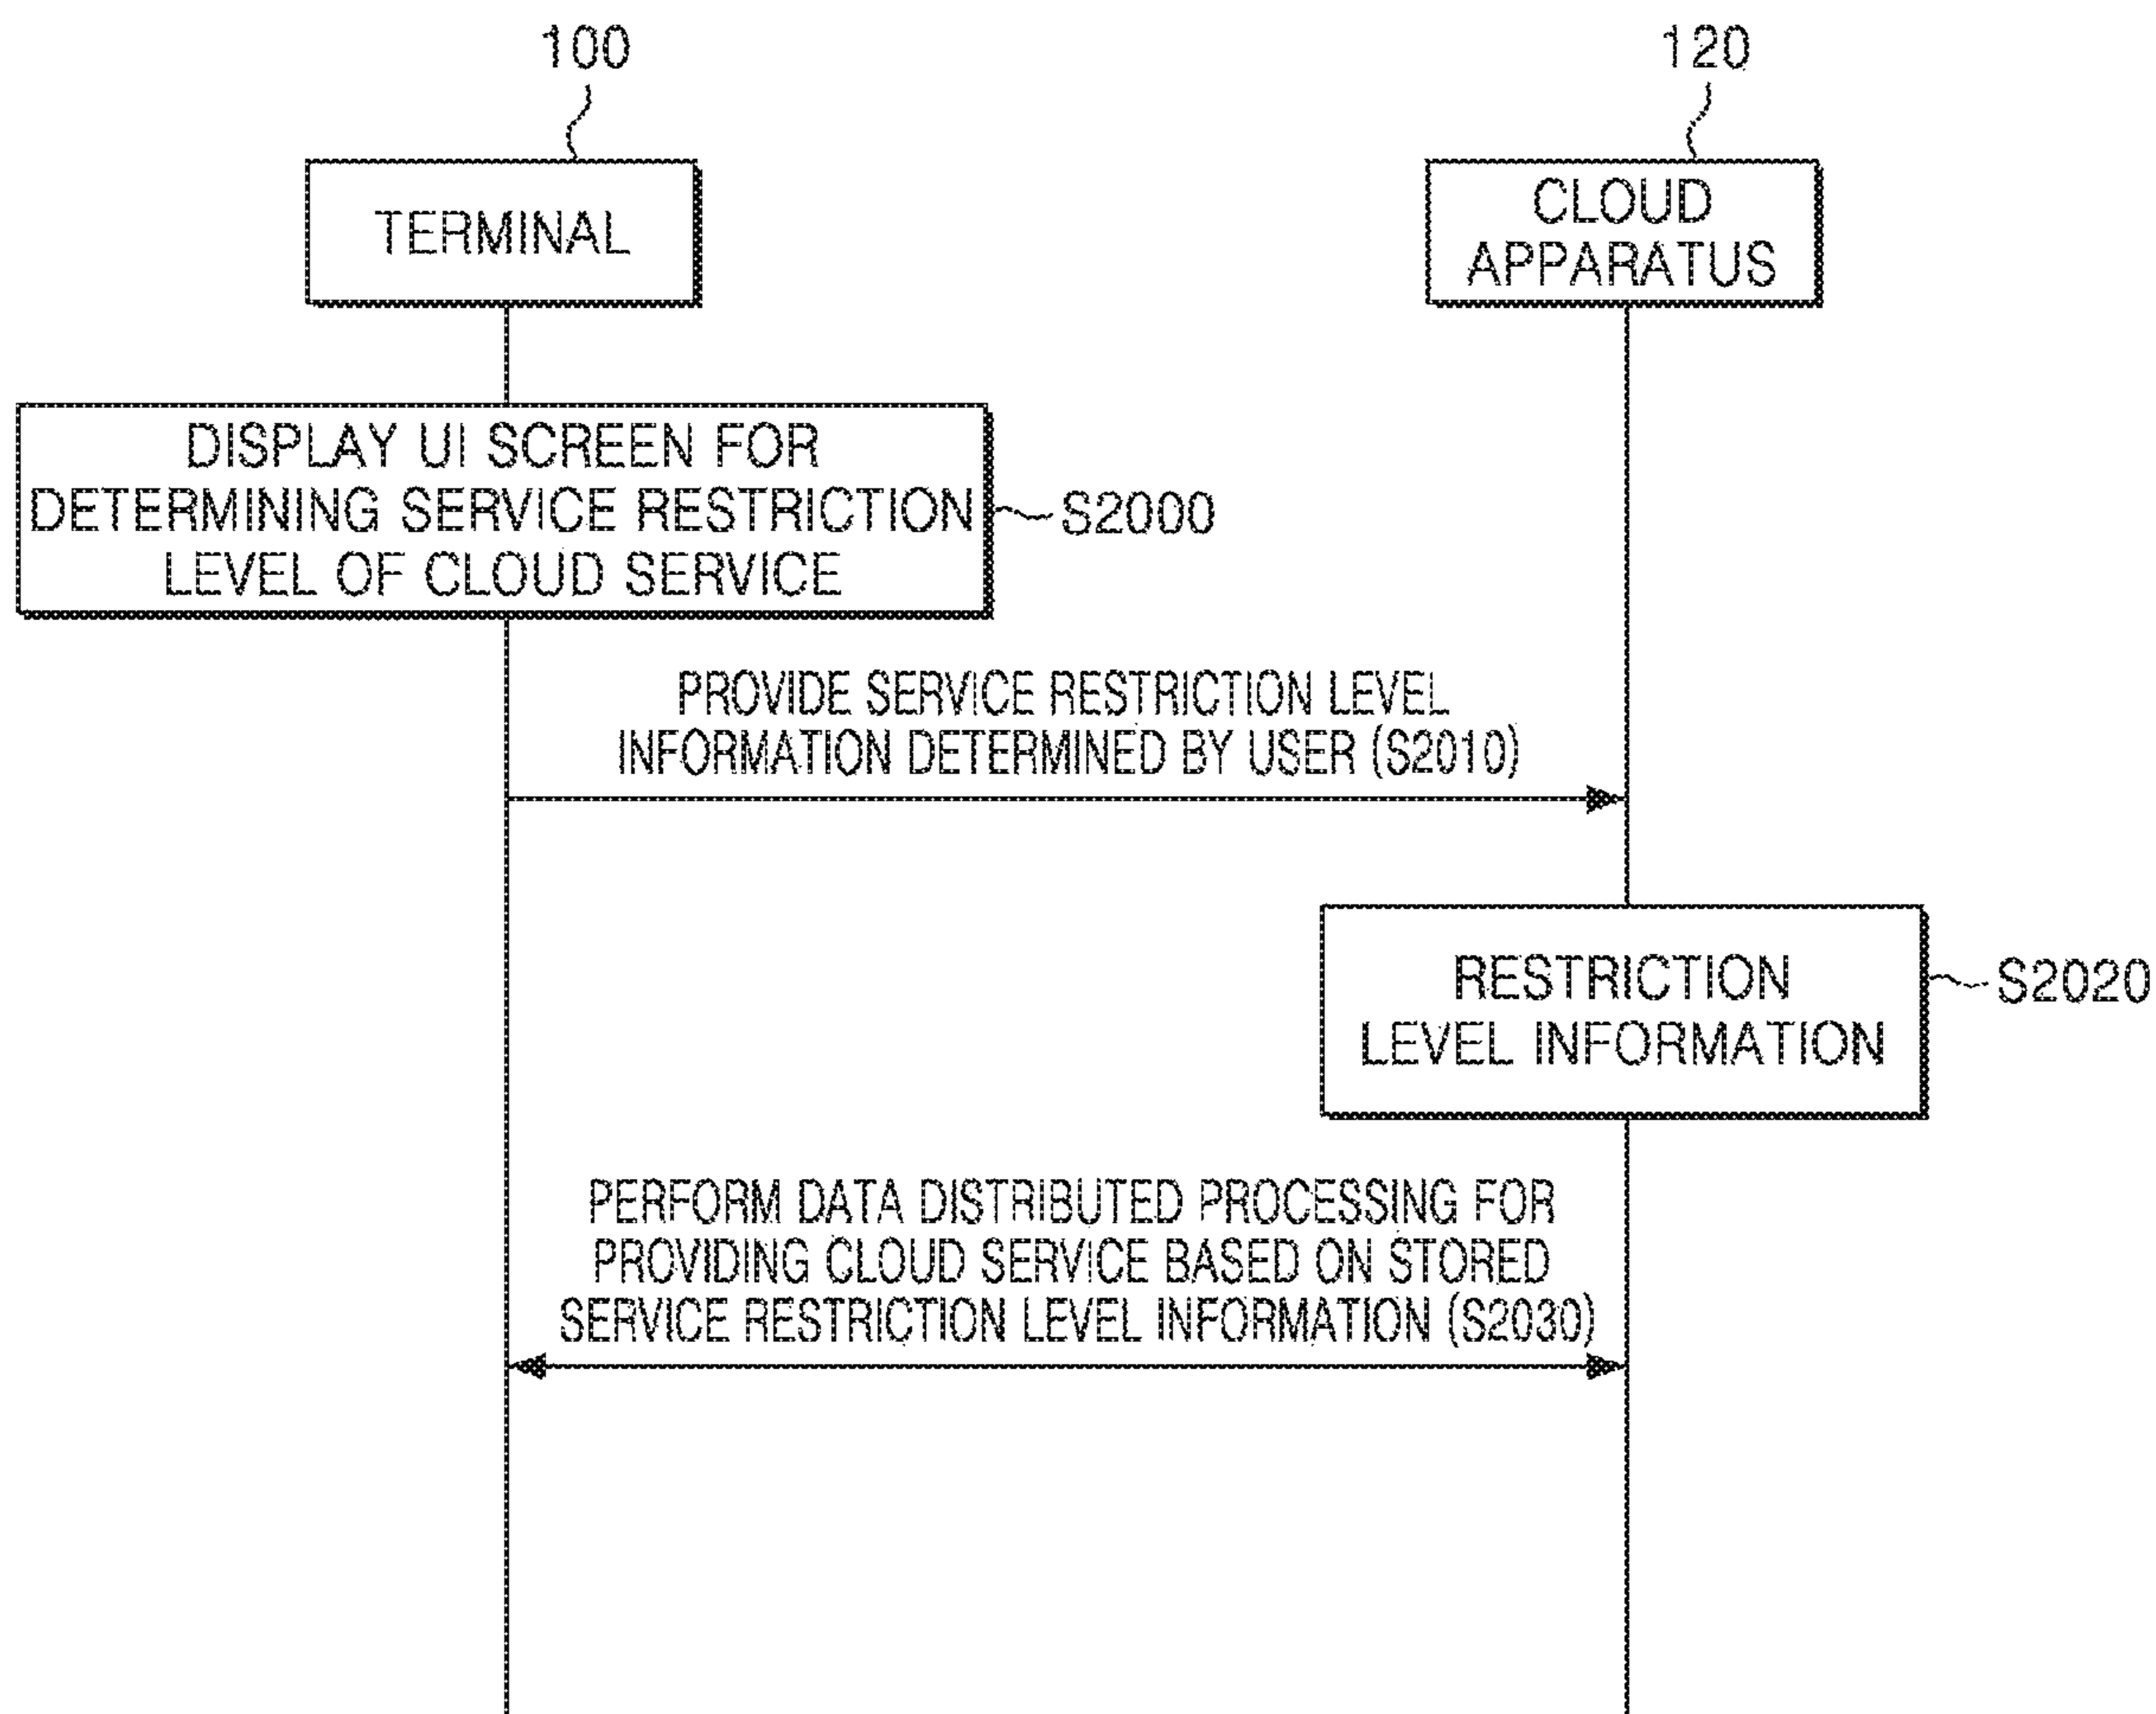 100
120
TERMINAL
CLOUD
APPARATUS
DISPLAY UI SCREEN FOR
DETERMINING SERVICE RESTRICTION
LEVEL OF CLOUD SERVICE
S2000
PROVIDE SERVICE RESTRICTION LEVEL
INFORMATION DETERMINED BY USER (S2010)
RESTRICTION
LEVEL INFORMATION
S2020
PERFORM DATA DISTRIBUTED PROCESSING FOR
PROVIDING CLOUD SERVICE BASED ON STORED
SERVICE RESTRICTION LEVEL INFORMATION (S2030)